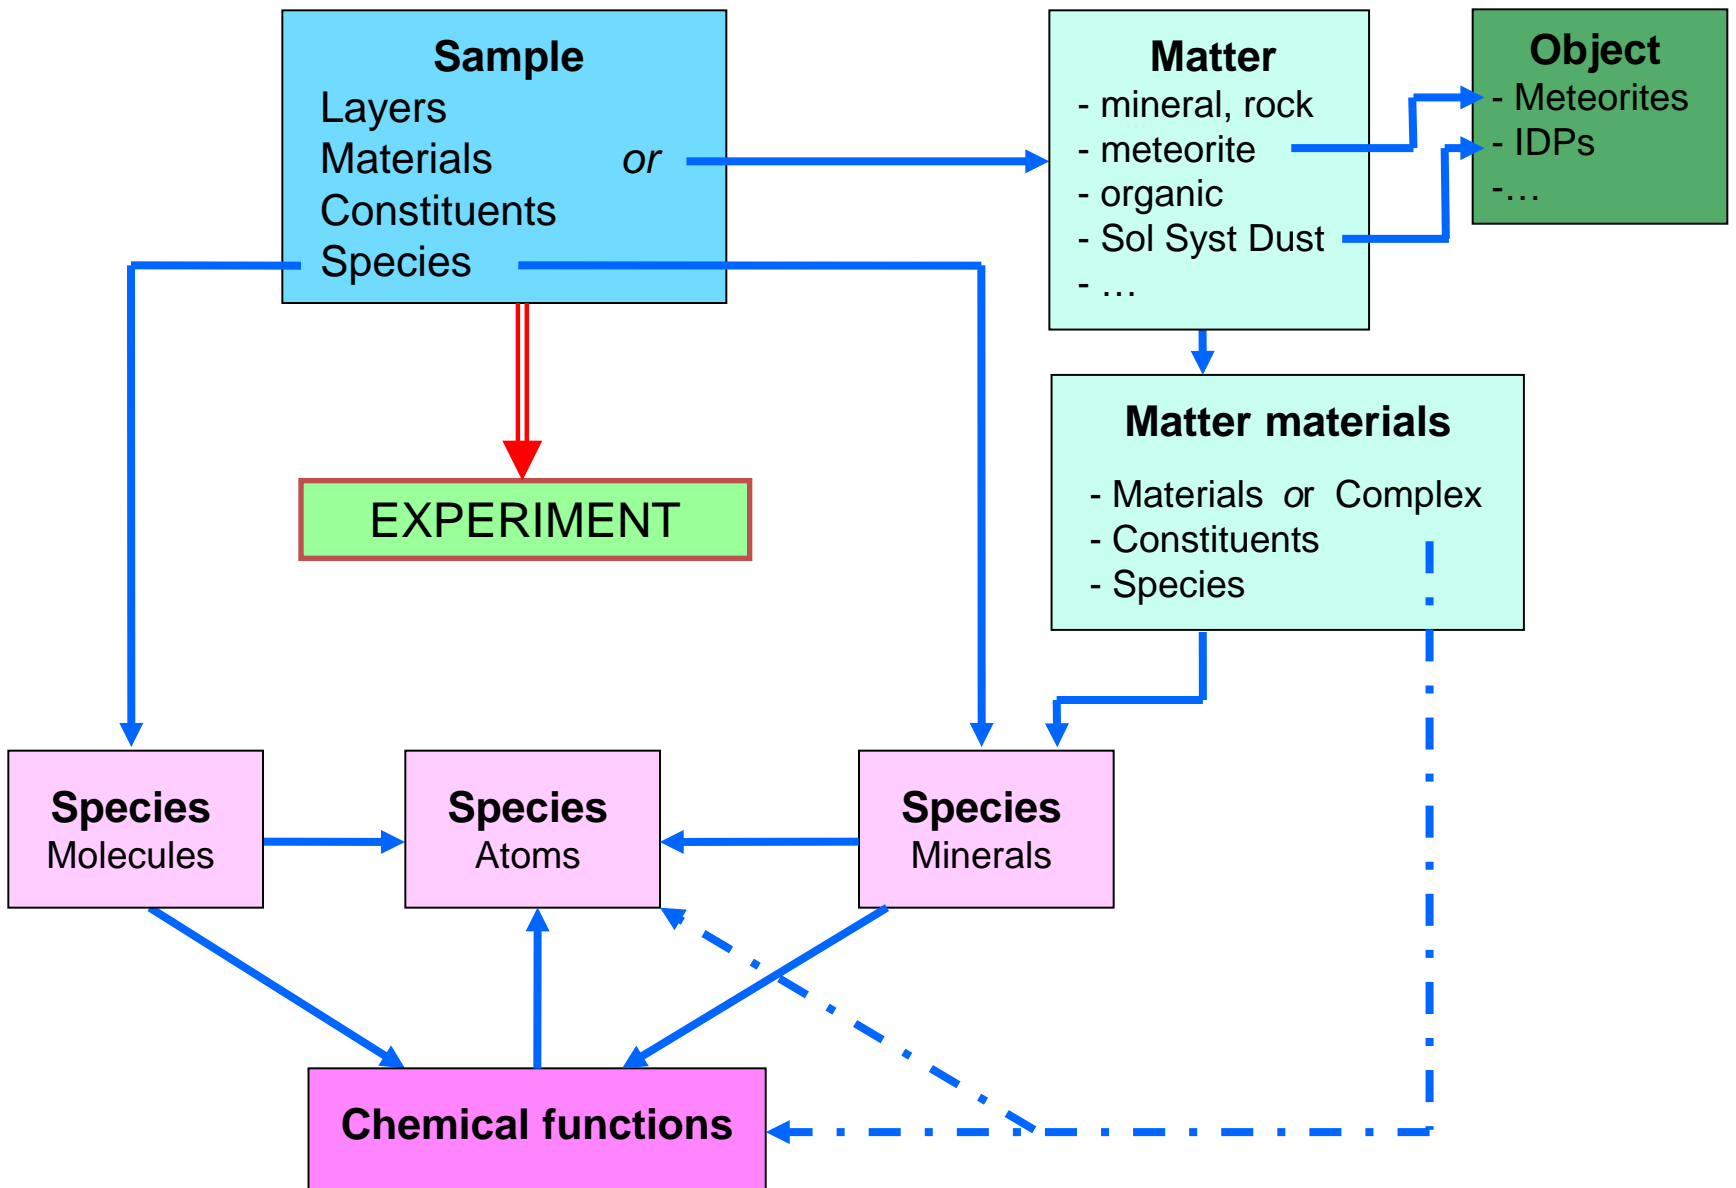 Sample
Layers
Materials or
Constituents
Species
Matter
- mineral, rock
- meteorite
- organic
- Sol Syst Dust
- …
Object
- Meteorites
- IDPs
-…
Matter materials
- Materials or Complex
- Constituents
- Species
EXPERIMENT
Species
Molecules
Species
Atoms
Species
Minerals
Chemical functions